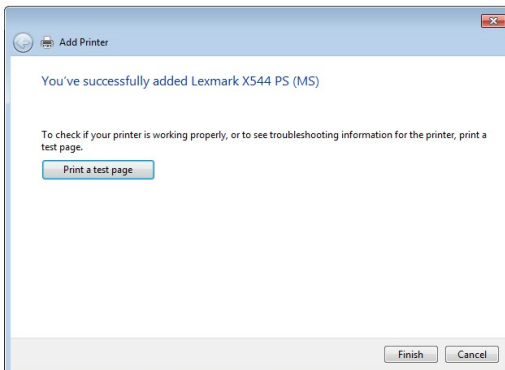 Add Printer
You've successfully added Lexmark X544 PS (MS)
To check if your printer is working properly, or to see troubleshooting information for the printer, print a
test page.
Print a test page
Finish Cancel